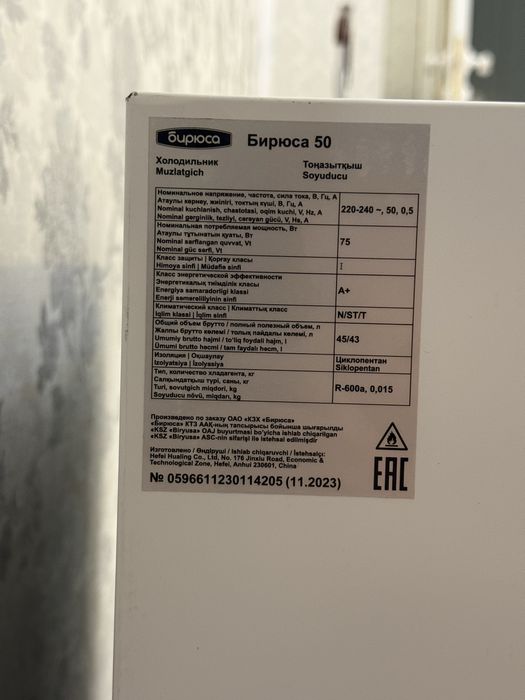 бирюса
Бирюса 50
Холодильник
Muzlatgich
Тоңазытқыш
Soyuducu
Номинальное напряжение, частота, сила тока, В, Гц, А
Атаулы кернеу, жиілігі, токтың күші, В, Гц, А
Nominal kuchlanish, chastotasi, oqim kuchi, V, Hz, A
Nominal gerginlik, tezliyi, cərəyan gücü, V, Hs, A
220-240 ~, 50, 0,5
Номинальная потребляемая мощность, Вт
Атаулы тұтынатын қуаты, Вт
Nominal sarflangan quvvat, Vt
Nominal güc sərfi, Vt
75
Класс защиты | Қорғау класы
Himoya sinfi | Müdafiə sinfi
I
Класс энергетической эффективности
Энергетикалық тиімділік класы
Energiya samaradorligi klassi
Enerji səmərəliliyinin sinfi
A+
Климатический класс | Климаттық класс
Iqlim klassi | İqlim sinfi
N/ST/T
Общий объем брутто / полный полезный объем, л
Жалпы брутто көлемі / толық пайдалы көлемі, л
Umumiy brutto hajmi / to'liq foydali hajm, l
Ümumi brutto həcmi / tam faydalı həcm, l
45/43
Изоляция | Оқшаулау
Izolyatsiya | İzolyasiya
Циклопентан
Siklopentan
Тип, количество хладагента, кг
Салқындатқыш түрі, саны, кг
Turi, sovutgich miqdori, kg
Soyuducu növü, miqdarı, kg
R-600a, 0,015
Произведено по заказу ОАО «КЗХ «Бирюса»
«Бирюса» КТЗ ААҚ-ның тапсырысы бойынша шығарылды
«KSZ «Biryusa» OAJ buyurtmasi bo'yicha ishlab chiqarilgan
«KSZ «Biryusa» ASC-nin sifarişi ilə istehsal edilmişdir
Изготовлено / Өндіруші / Ishlab chiqaruvchi / İstehsalçı:
Hefei Hualing Co., Ltd, No. 176 Jinxiu Road, Economic &
Technological Zone, Hefei, Anhui 230601, China
EAC
№ 0596611230114205 (11.2023)